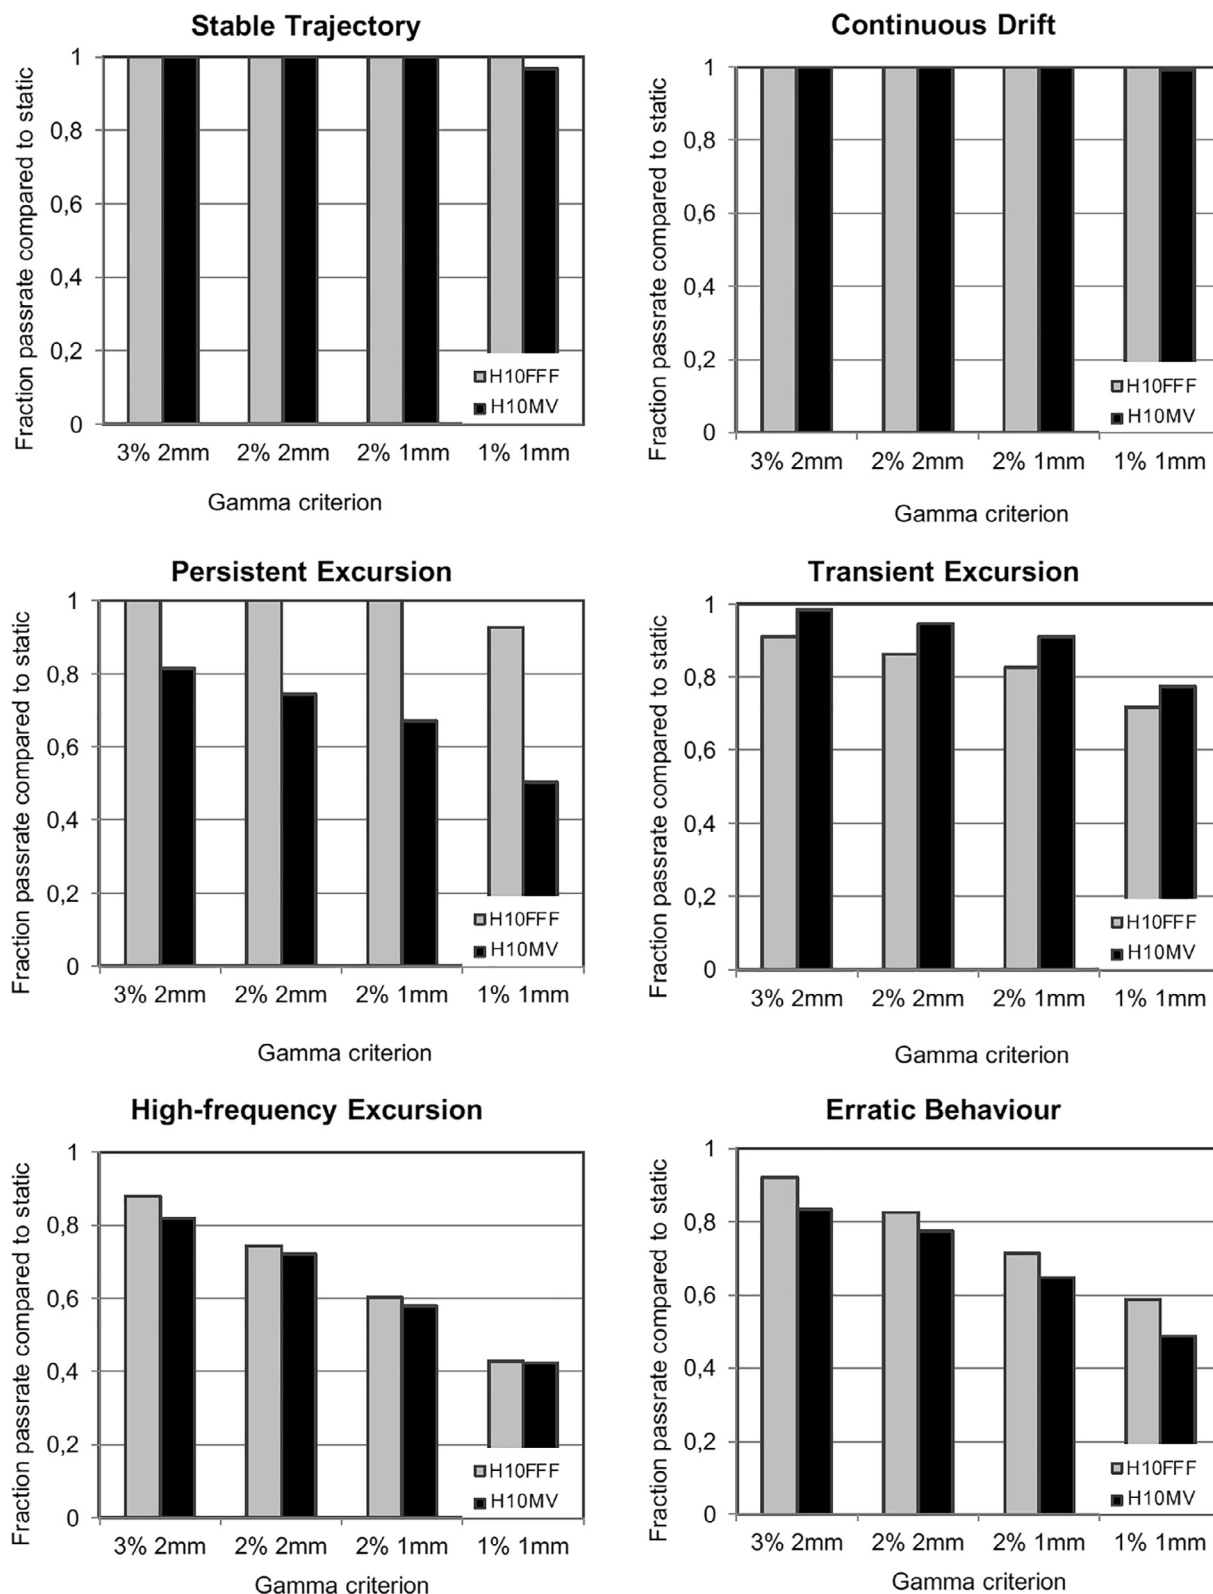 Stable Trajectory
Fraction passrate compared to static
1
0,8
0,6
0,4
0,2
0
H10FFF
H10MV
3% 2mm 2% 2mm 2% 1mm 1% 1mm
Gamma criterion
Continuous Drift
Fraction passrate compared to static
1
0,8
0,6
0,4
0,2
0
H10FFF
H10MV
3% 2mm 2% 2mm 2% 1mm 1% 1mm
Gamma criterion
Persistent Excursion
Fraction passrate compared to static
1
0,8
0,6
0,4
0,2
0
H10FFF
H10MV
3% 2mm 2% 2mm 2% 1mm 1% 1mm
Gamma criterion
Transient Excursion
Fraction passrate compared to static
1
0,8
0,6
0,4
0,2
0
H10FFF
H10MV
3% 2mm 2% 2mm 2% 1mm 1% 1mm
Gamma criterion
High-frequency Excursion
Fraction passrate compared to static
1
0,8
0,6
0,4
0,2
0
H10FFF
H10MV
3% 2mm 2% 2mm 2% 1mm 1% 1mm
Gamma criterion
Erratic Behaviour
Fraction passrate compared to static
1
0,8
0,6
0,4
0,2
0
H10FFF
H10MV
3% 2mm 2% 2mm 2% 1mm 1% 1mm
Gamma criterion